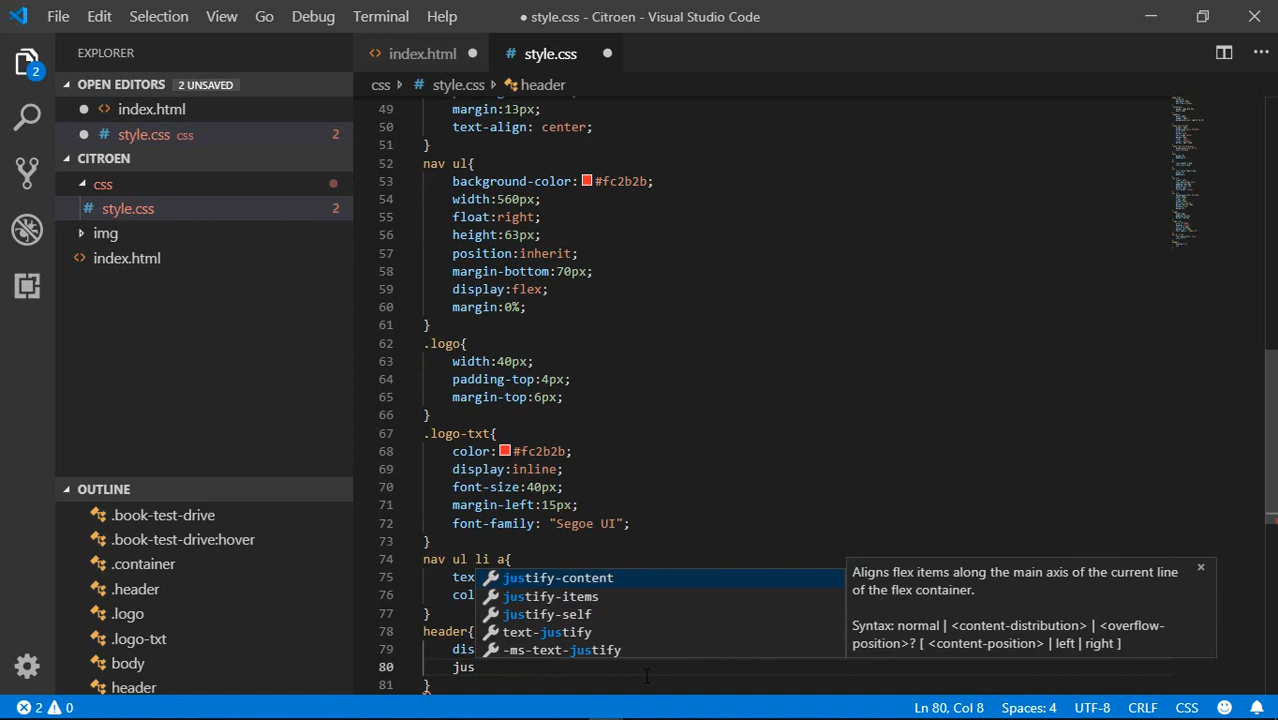 File Edit Selection View Go Debug Terminal Help ● style.css - Citroen - Visual Studio Code
EXPLORER
OPEN EDITORS 2 UNSAVED
index.html
style.css css 2
CITROEN
css
style.css 2
img
index.html
OUTLINE
.book-test-drive
.book-test-drive:hover
.container
.header
.logo
.logo-txt
body
header
2
index.html
style.css
css style.css header
49 margin:13px;
50 text-align: center;
51 }
52 nav ul{
53 background-color: #fc2b2b;
54 width:560px;
55 float:right;
56 height:63px;
57 position:inherit;
58 margin-bottom:70px;
59 display:flex;
60 margin:0%;
61 }
62 .logo{
63 width:40px;
64 padding-top:4px;
65 margin-top:6px;
66 }
67 .logo-txt{
68 color: #fc2b2b;
69 display:inline;
70 font-size:40px;
71 margin-left:15px;
72 font-family: "Segoe UI";
73 }
74 nav ul li a{
75 tex
76 col
77 }
78 header{
79 dis
80 jus
81 }
justify-content
justify-items
justify-self
text-justify
-ms-text-justify
Aligns flex items along the main axis of the current line
of the flex container.
Syntax: normal | <content-distribution> | <overflow-
position>? [ <content-position> | left | right ]
2 0 Ln 80, Col 8 Spaces: 4 UTF-8 CRLF CSS